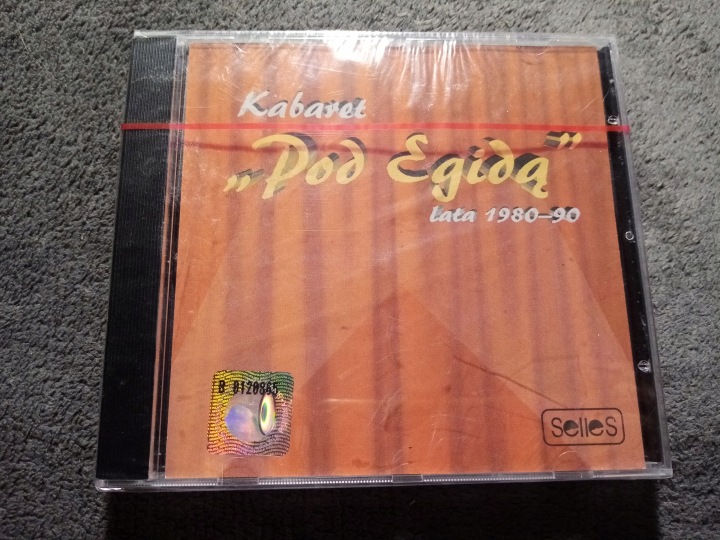 Kabaret
„Pod Egidą”
lata 1980-90
B 0120865
SelleS